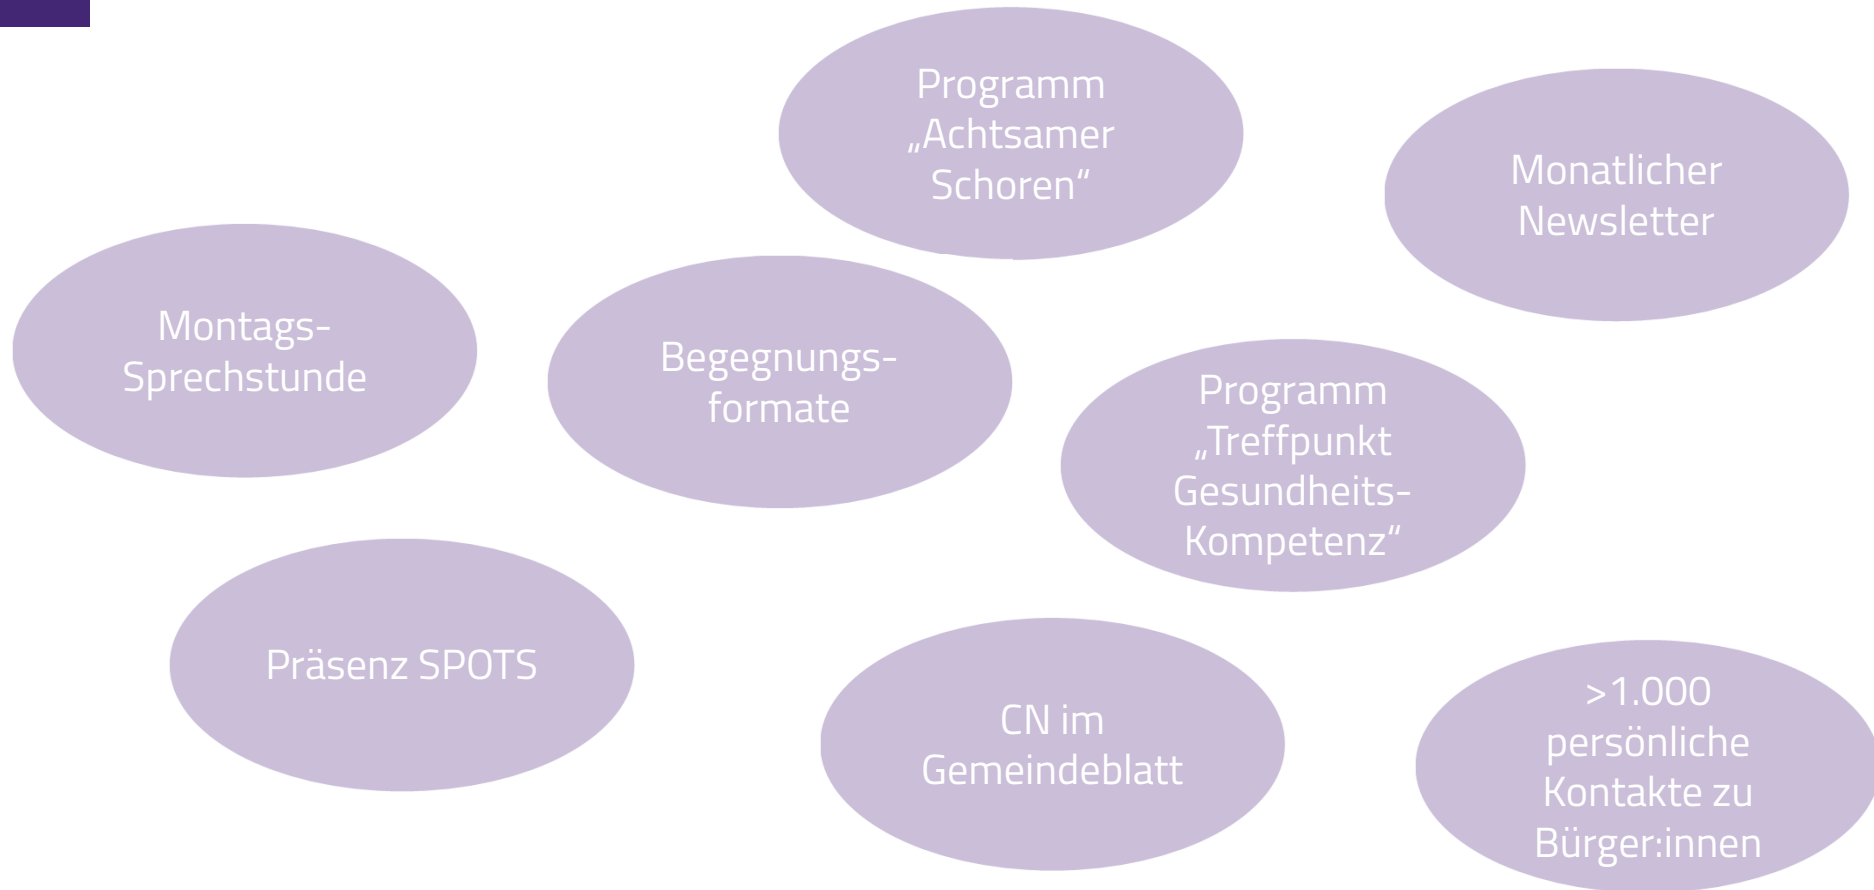 Programm
„Achtsamer
Schoren“
Monatlicher
Newsletter
Montags-
Sprechstunde
Begegnungs-
formate
Programm
„Treffpunkt
Gesundheits-
Kompetenz“
Präsenz SPOTS
CN im
Gemeindeblatt
>1.000
persönliche
Kontakte zu
Bürger:innen